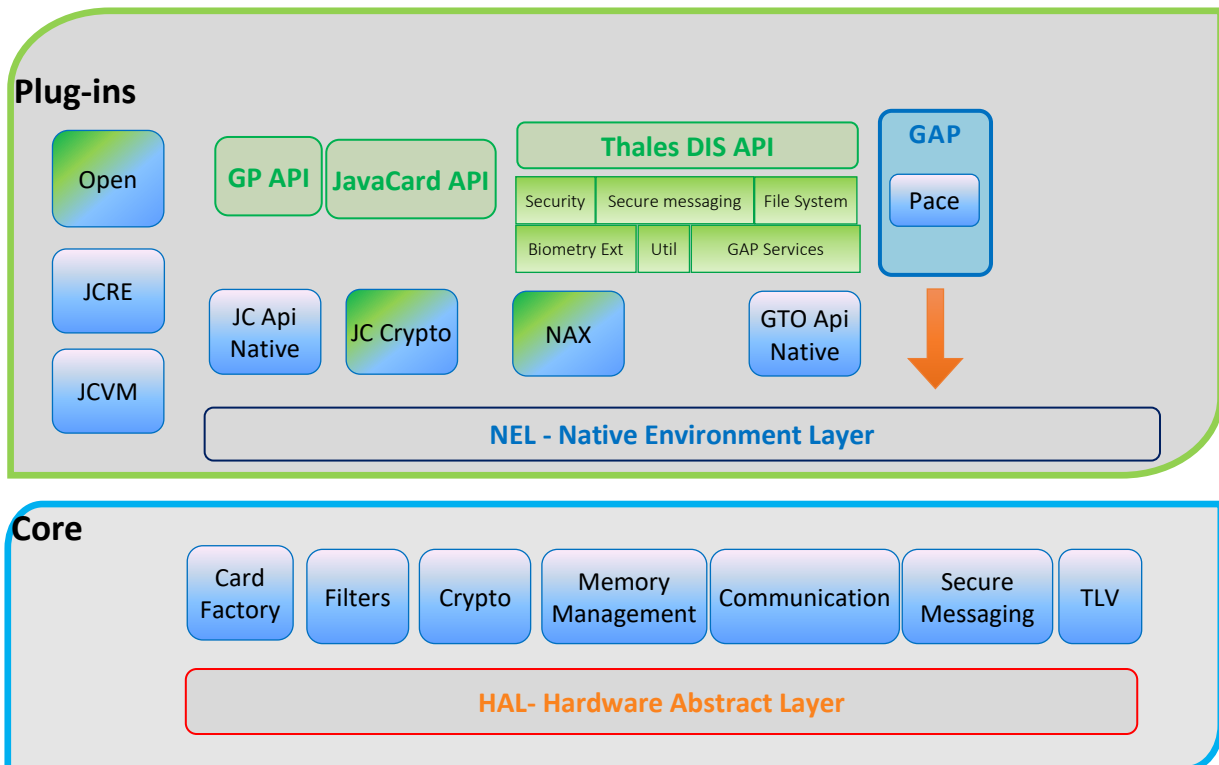 Plug-ins
Open
GP API
JavaCard API
Thales DIS API
Security
Secure messaging
File System
Biometry Ext
Util
GAP Services
GAP
Pace
JCRE
JC Api
Native
JC Crypto
NAX
GTO Api
Native
JCVM
NEL - Native Environment Layer
Core
Card
Factory
Filters
Crypto
Memory
Management
Communication
Secure
Messaging
TLV
HAL- Hardware Abstract Layer